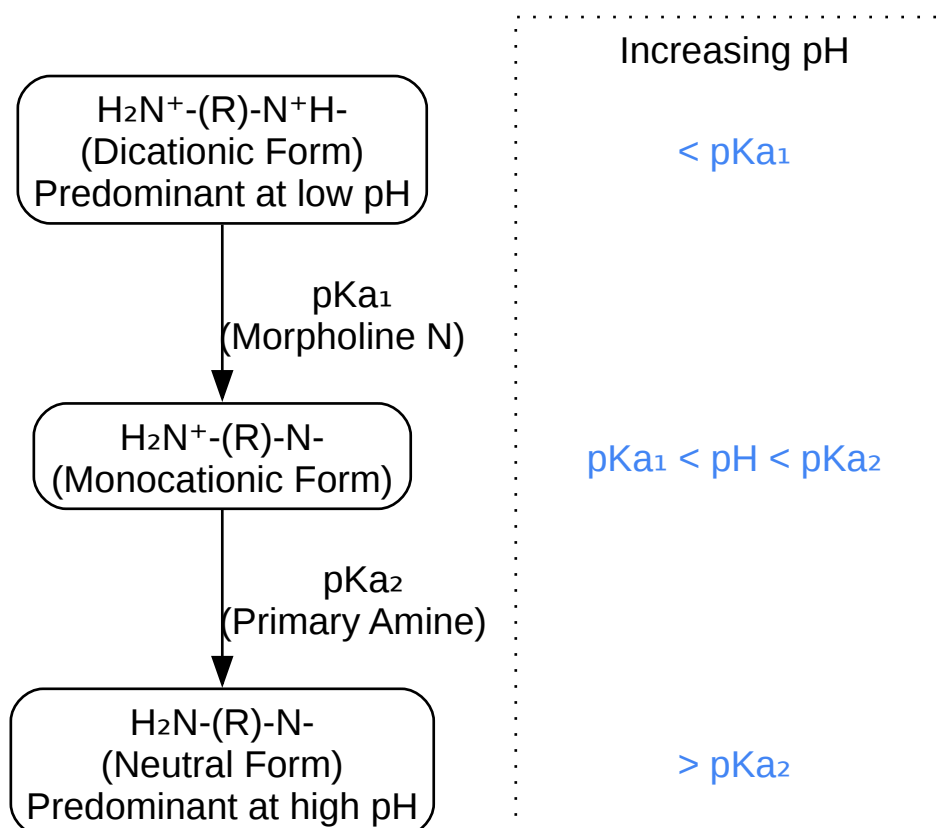 Increasing pH
H₂N⁺-(R)-N⁺H-
(Dicationic Form)
Predominant at low pH
< pKa₁
pKa₁
(Morpholine N)
H₂N⁺-(R)-N-
(Monocationic Form)
pKa₁ < pH < pKa₂
pKa₂
(Primary Amine)
H₂N-(R)-N-
(Neutral Form)
Predominant at high pH
> pKa₂